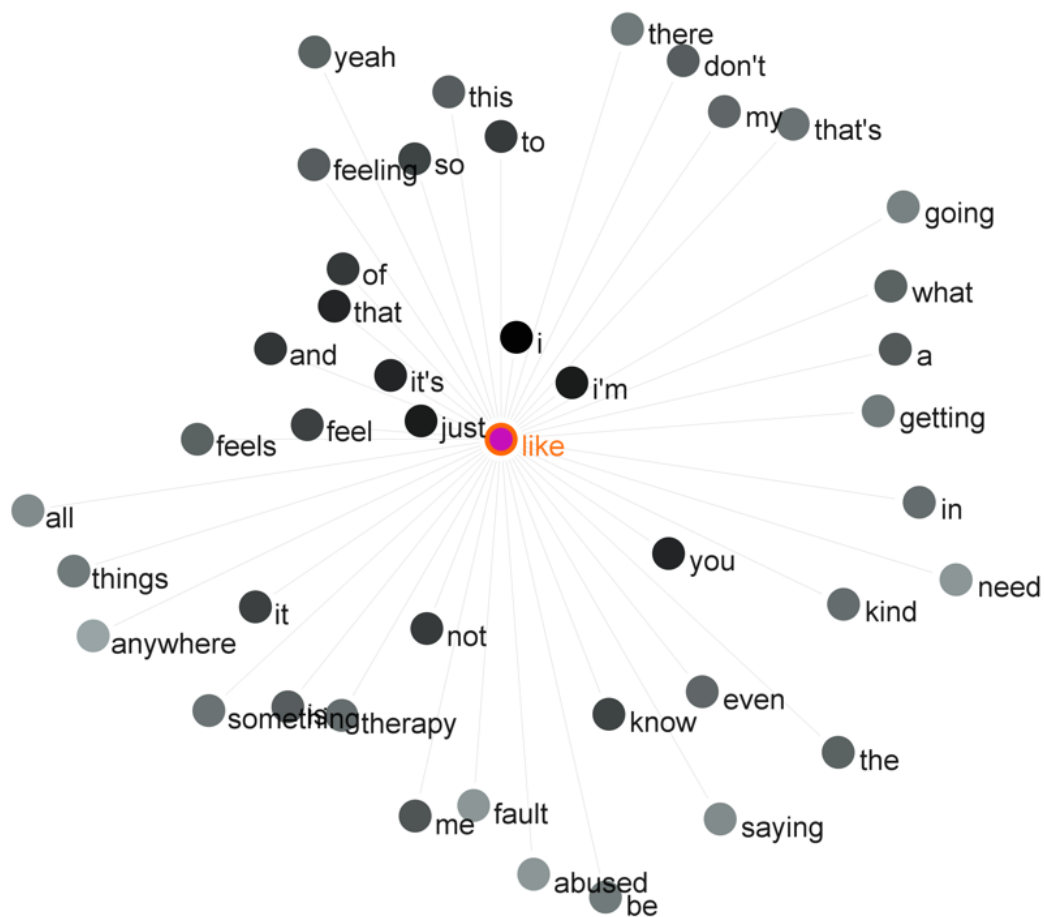 there
yeah
don't
this
my
that's
to
so
feeling
going
of
what
that
i
and
a
it's
i'm
getting
just
feel
feels
like
in
all
you
things
need
kind
it
not
anywhere
even
something
is
therapy
know
the
fault
me
saying
abused
be